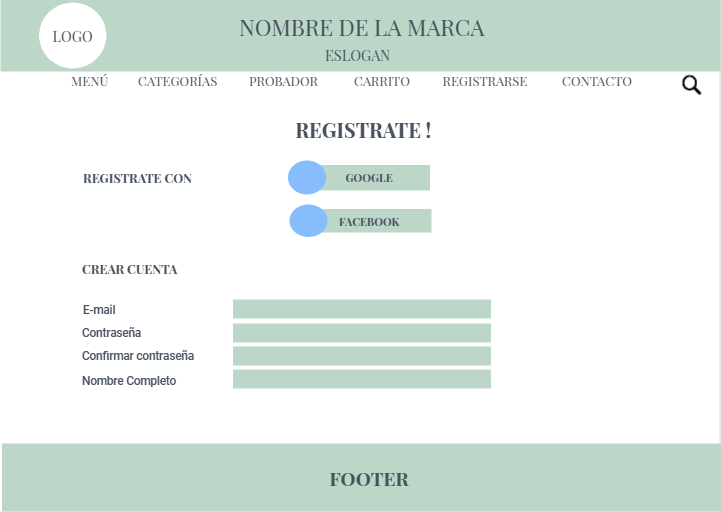 LOGO
NOMBRE DE LA MARCA
ESLOGAN
MENÚ CATEGORÍAS PROBADOR CARRITO REGISTRARSE CONTACTO
REGISTRATE !
REGISTRATE CON
GOOGLE
FACEBOOK
CREAR CUENTA
E-mail
Contraseña
Confirmar contraseña
Nombre Completo
FOOTER